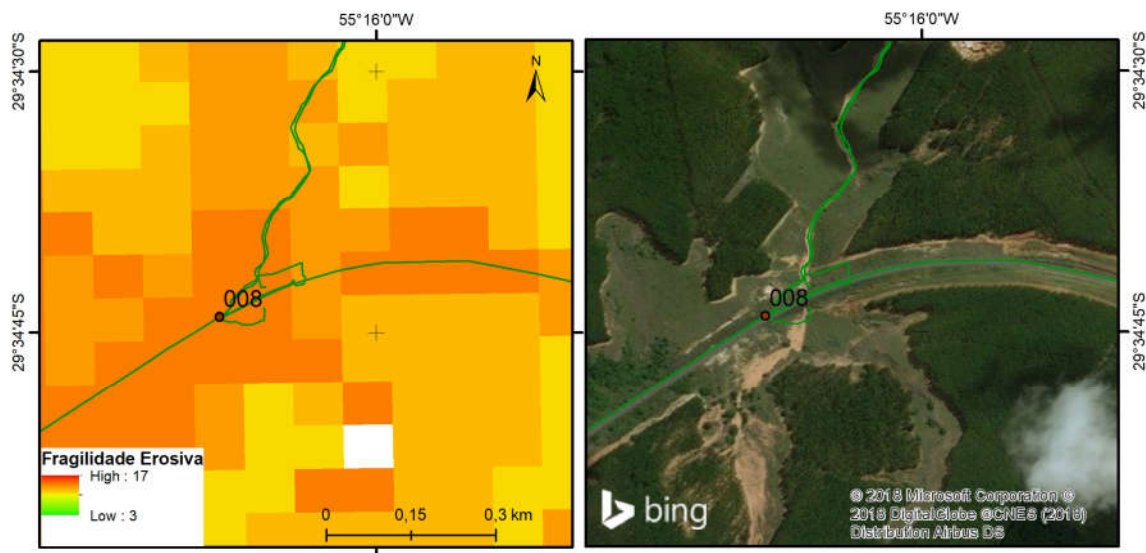 55°16'0"W
55°16'0"W
29°34'30"S
N
29°34'30"S
008
008
29°34'45"S
29°34'45"S
Fragilidade Erosiva
High : 17
Low : 3
0 0,15 0,3 km
bing
© 2018 Microsoft Corporation ©
2018 DigitalGlobe ©CNES (2018)
Distribution Airbus DS